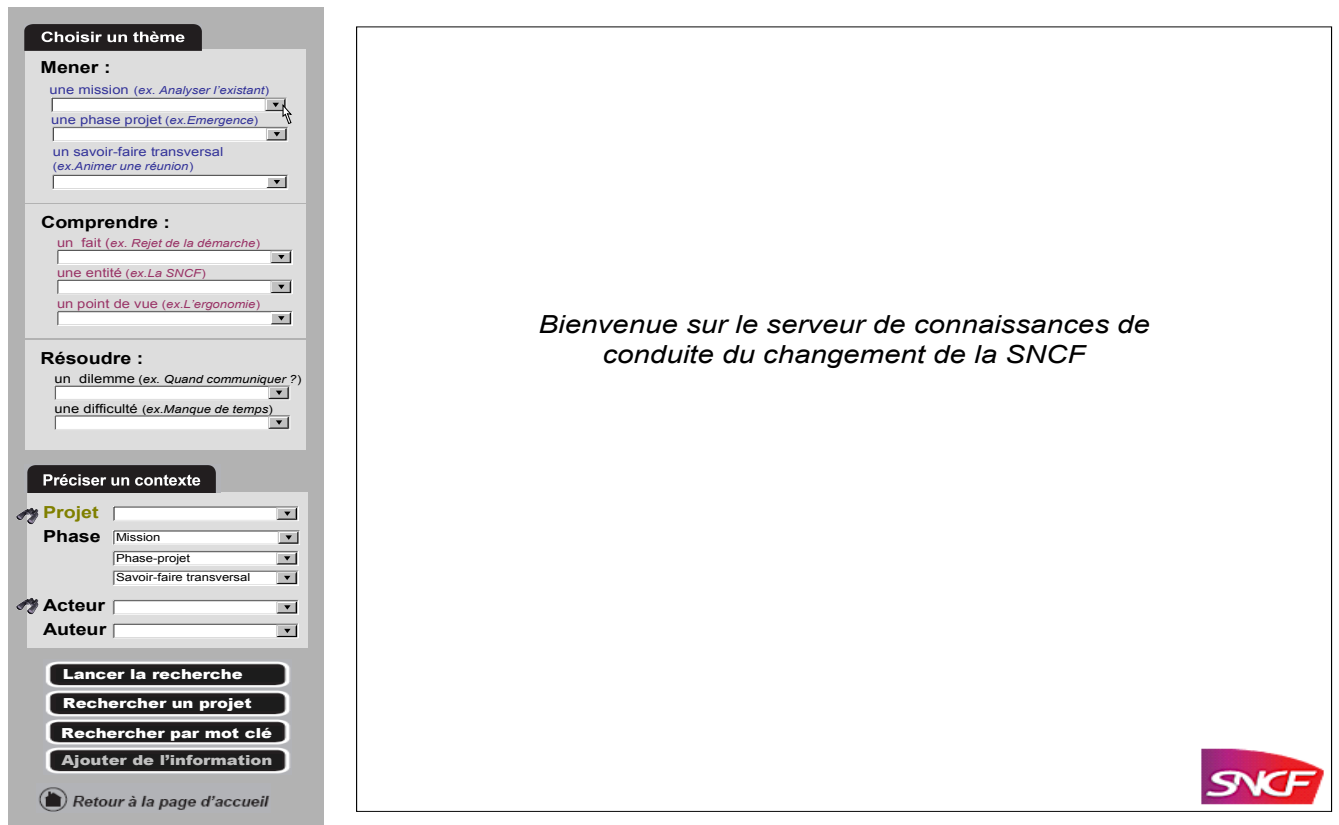 Choisir un thème
Mener :
une mission (ex. Analyser l'existant)
une phase projet (ex.Emergence)
un savoir-faire transversal
(ex.Animer une réunion)
Comprendre :
un fait (ex. Rejet de la démarche)
une entité (ex.La SNCF)
un point de vue (ex.L'ergonomie)
Résoudre :
un dilemme (ex. Quand communiquer ?)
une difficulté (ex.Manque de temps)
Préciser un contexte
Projet
Phase Mission
Phase-projet
Savoir-faire transversal
Acteur
Auteur
Lancer la recherche
Rechercher un projet
Rechercher par mot clé
Ajouter de l'information
Retour à la page d'accueil
Bienvenue sur le serveur de connaissances de
conduite du changement de la SNCF
SNCF